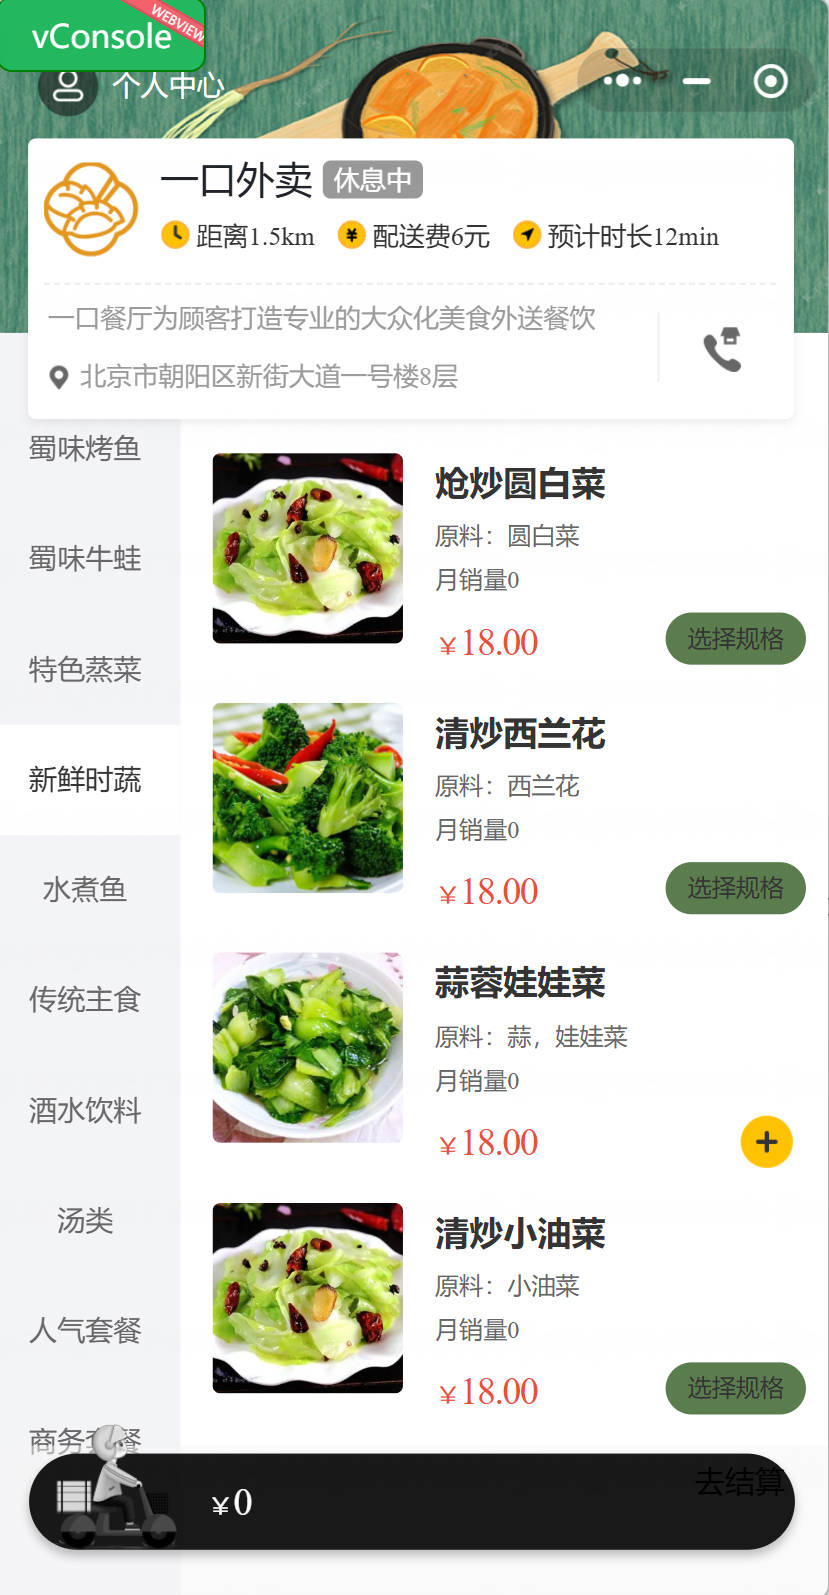 vConsole
WEBVIEW
个人中心
一口外卖 休息中
距离1.5km 配送费6元 预计时长12min
一口餐厅为顾客打造专业的大众化美食外送餐饮
北京市朝阳区新街大道一号楼8层
蜀味烤鱼
蜀味牛蛙
特色蒸菜
新鲜时蔬
水煮鱼
传统主食
酒水饮料
汤类
人气套餐
商务套餐
炝炒圆白菜
原料：圆白菜
月销量0
￥18.00 选择规格
清炒西兰花
原料：西兰花
月销量0
￥18.00 选择规格
蒜蓉娃娃菜
原料：蒜，娃娃菜
月销量0
￥18.00
清炒小油菜
原料：小油菜
月销量0
￥18.00 选择规格
￥0 去结算